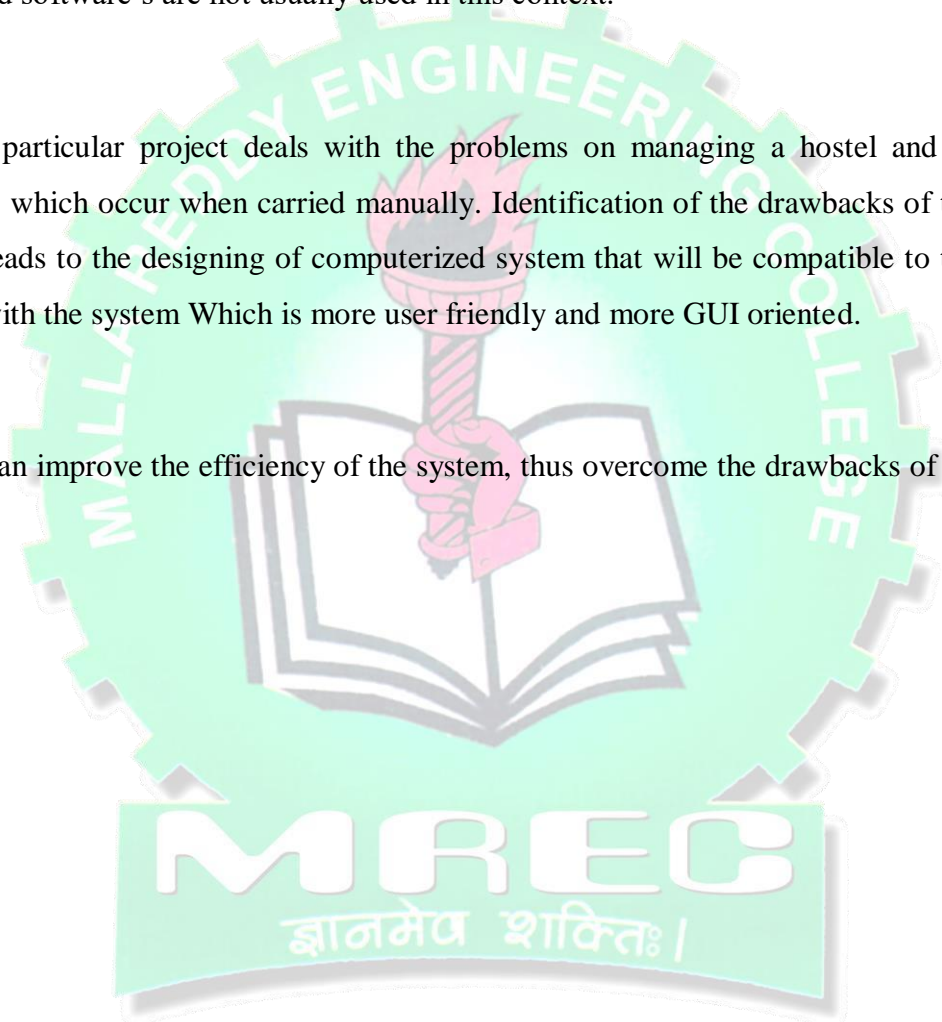 software's are not usually used in this context.
particular project deals with the problems on managing a hostel and
which occur when carried manually. Identification of the drawbacks of
to the designing of computerized system that will be compatible to
the system Which is more user friendly and more GUI oriented.
improve the efficiency of the system, thus overcome the drawbacks of
MALLA REDDY ENGINEERING COLLEGE
MREC
ज्ञानमेव शक्तिः।